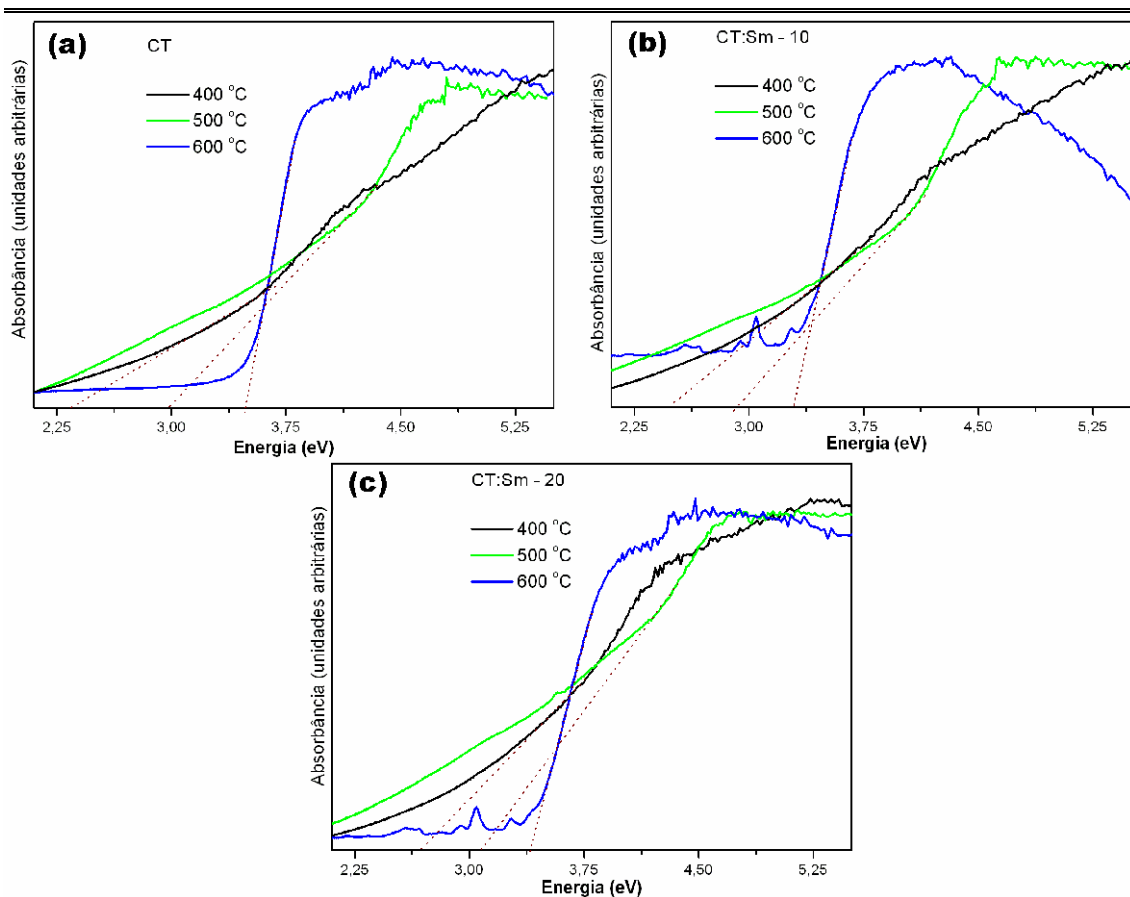 (a)
CT
400 °C
500 °C
600 °C
Absorbância (unidades arbitrárias)
2,25 3,00 3,75 4,50 5,25
Energia (eV)
(b)
CT:Sm - 10
400 °C
500 °C
600 °C
Absorbância (unidades arbitrárias)
2,25 3,00 3,75 4,50 5,25
Energia (eV)
(c)
CT:Sm - 20
400 °C
500 °C
600 °C
Absorbância (unidades arbitrárias)
2,25 3,00 3,75 4,50 5,25
Energia (eV)